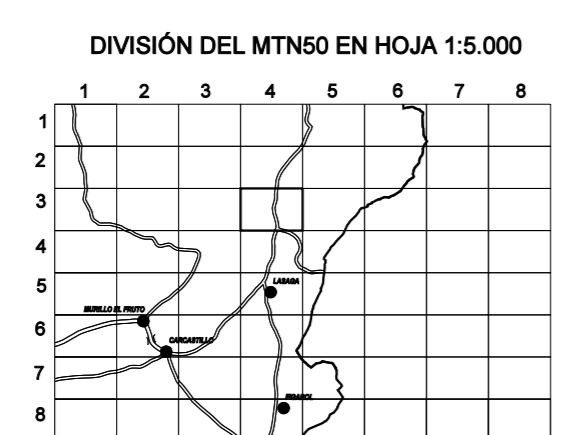 DIVISIÓN DEL MTN50 EN HOJA 1:5.000
1 2 3 4 5 6 7 8
1
2
3
4
5
LASAGA
MURILLO EL FRUTO
6
CARCASTILLO
7
FIGAROL
8